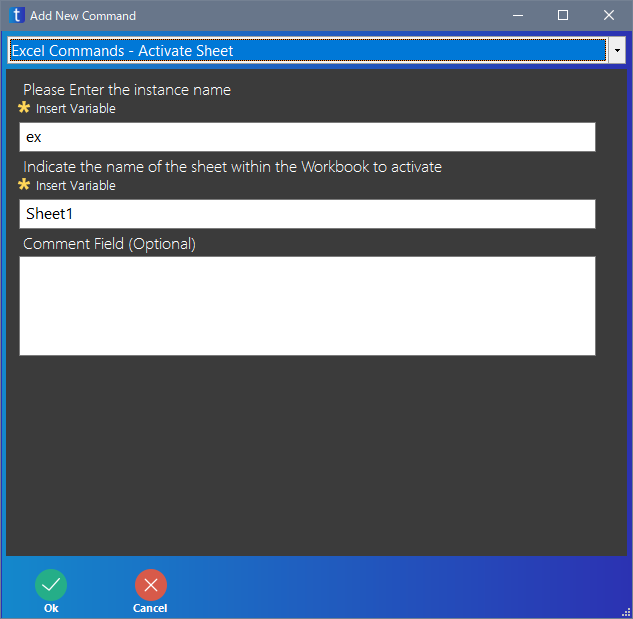 t Add New Command
Excel Commands - Activate Sheet
Please Enter the instance name
Insert Variable
ex
Indicate the name of the sheet within the Workbook to activate
Insert Variable
Sheet1
Comment Field (Optional)
Ok Cancel